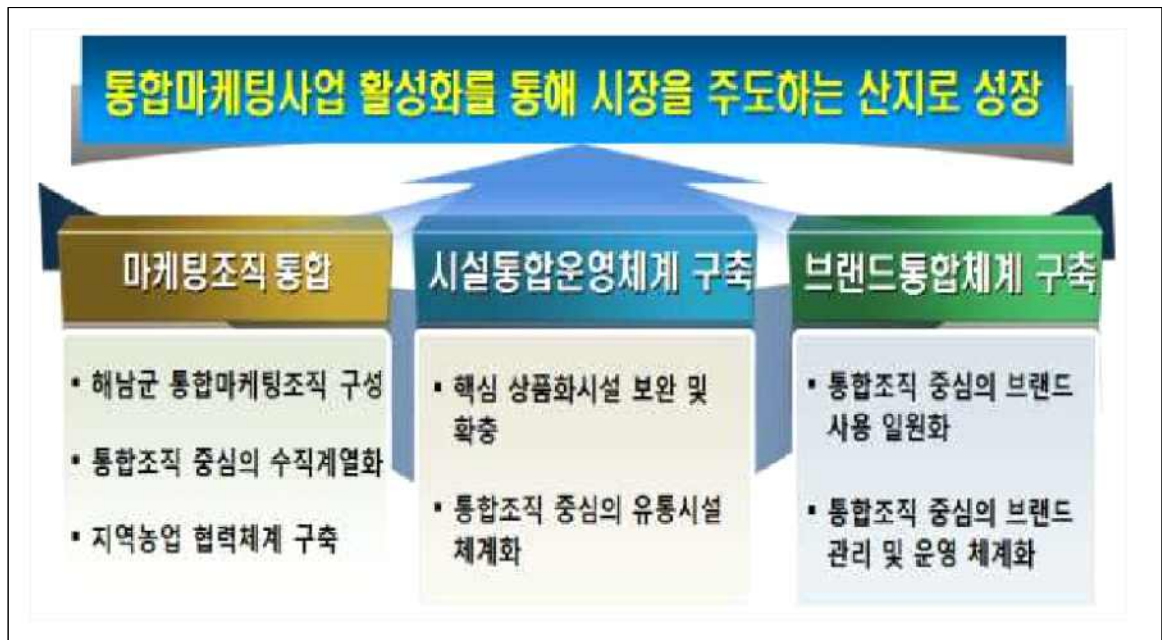 통합마케팅사업 활성화를 통해 시장을 주도하는 산지로 성장
마케팅조직 통합
▪ 해남군 통합마케팅조직 구성
▪ 통합조직 중심의 수직계열화
▪ 지역농업 협력체계 구축
시설통합운영체계 구축
▪ 핵심 상품화시설 보완 및
확충
▪ 통합조직 중심의 유통시설
체계화
브랜드통합체계 구축
▪ 통합조직 중심의 브랜드
사용 일원화
▪ 통합조직 중심의 브랜드
관리 및 운영 체계화